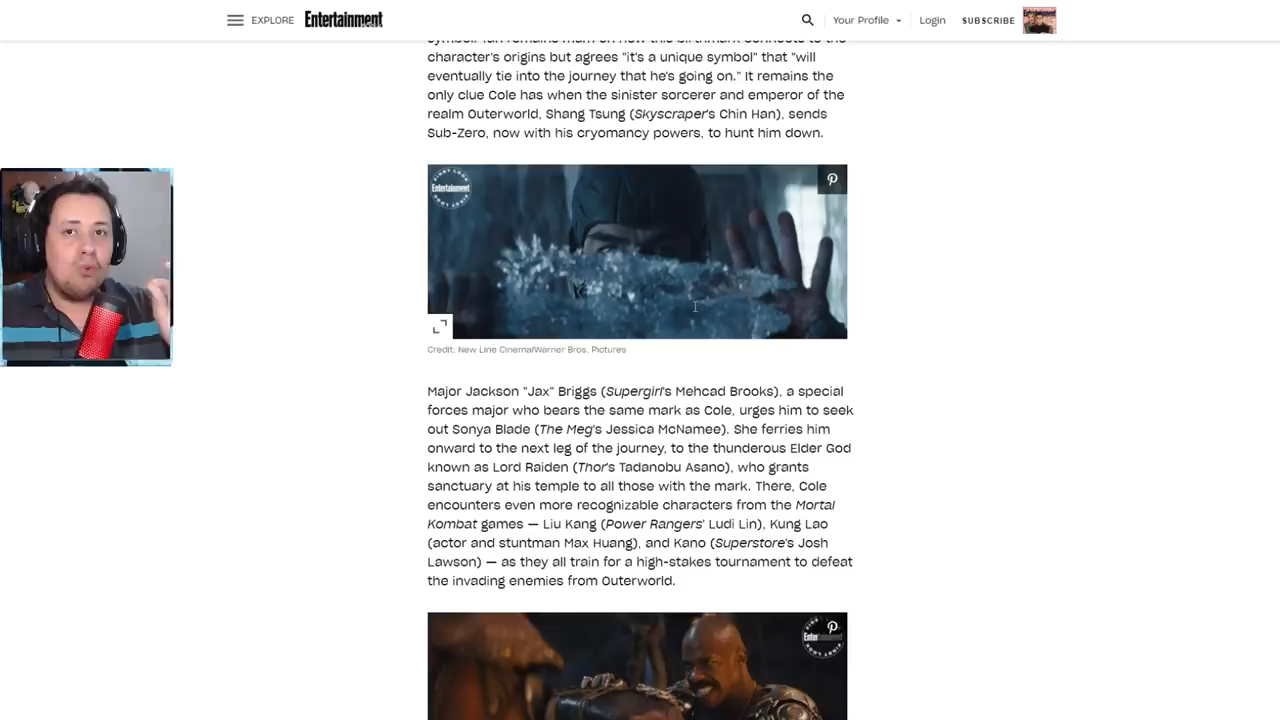 EXPLORE
Entertainment
Your Profile
Login
SUBSCRIBE
character's origins but agrees "it's a unique symbol" that "will
eventually tie into the journey that he's going on." It remains the
only clue Cole has when the sinister sorcerer and emperor of the
realm Outerworld, Shang Tsung (Skyscraper's Chin Han), sends
Sub-Zero, now with his cryomancy powers, to hunt him down.
FIRST LOOK
Entertainment
FIRST LOOK
Credit: New Line Cinema/Warner Bros. Pictures
Major Jackson "Jax" Briggs (Supergirl's Mehcad Brooks), a special
forces major who bears the same mark as Cole, urges him to seek
out Sonya Blade (The Meg's Jessica McNamee). She ferries him
onward to the next leg of the journey, to the thunderous Elder God
known as Lord Raiden (Thor's Tadanobu Asano), who grants
sanctuary at his temple to all those with the mark. There, Cole
encounters even more recognizable characters from the Mortal
Kombat games — Liu Kang (Power Rangers' Ludi Lin), Kung Lao
(actor and stuntman Max Huang), and Kano (Superstore's Josh
Lawson) — as they all train for a high-stakes tournament to defeat
the invading enemies from Outerworld.
FIRST LOOK